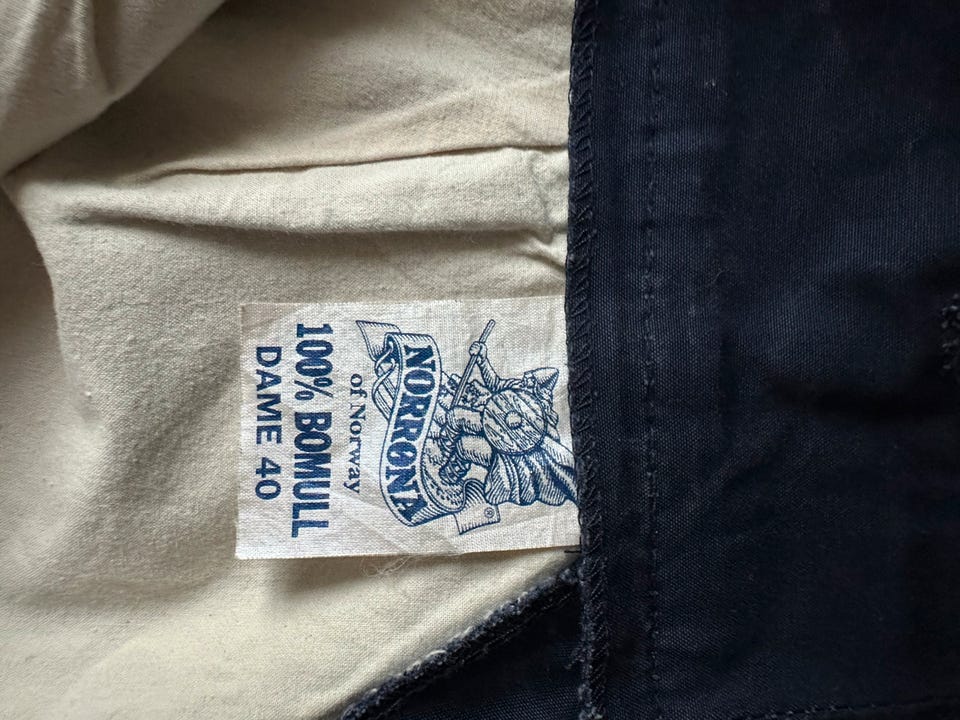 NORRØNA
®
of Norway
100% BOMULL
DAME 40